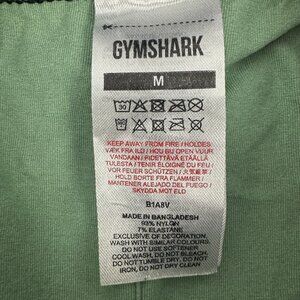 GYMSHARK
M
30
KEEP AWAY FROM FIRE / HOLDES
VÆK FRA ILD / HOU BIJ OPEN VUUR
VANDAAN / PIDETTÄVÄ ETÄÄLLÄ
TULESTA / TENIR ÉLOIGNÉ DU FEU /
VOR FEUER SCHÜTZEN / 火気厳禁 /
HOLD BORTE FRA FLAMMER /
MANTENER ALEJADO DEL FUEGO /
SKYDDA MOT ELD
B1A8V
MADE IN BANGLADESH
93% NYLON
7% ELASTANE
EXCLUSIVE OF DECORATION.
WASH WITH SIMILAR COLOURS.
DO NOT USE SOFTENER
COOL WASH, DO NOT BLEACH.
DO NOT TUMBLE DRY, DO NOT
IRON, DO NOT DRY CLEAN